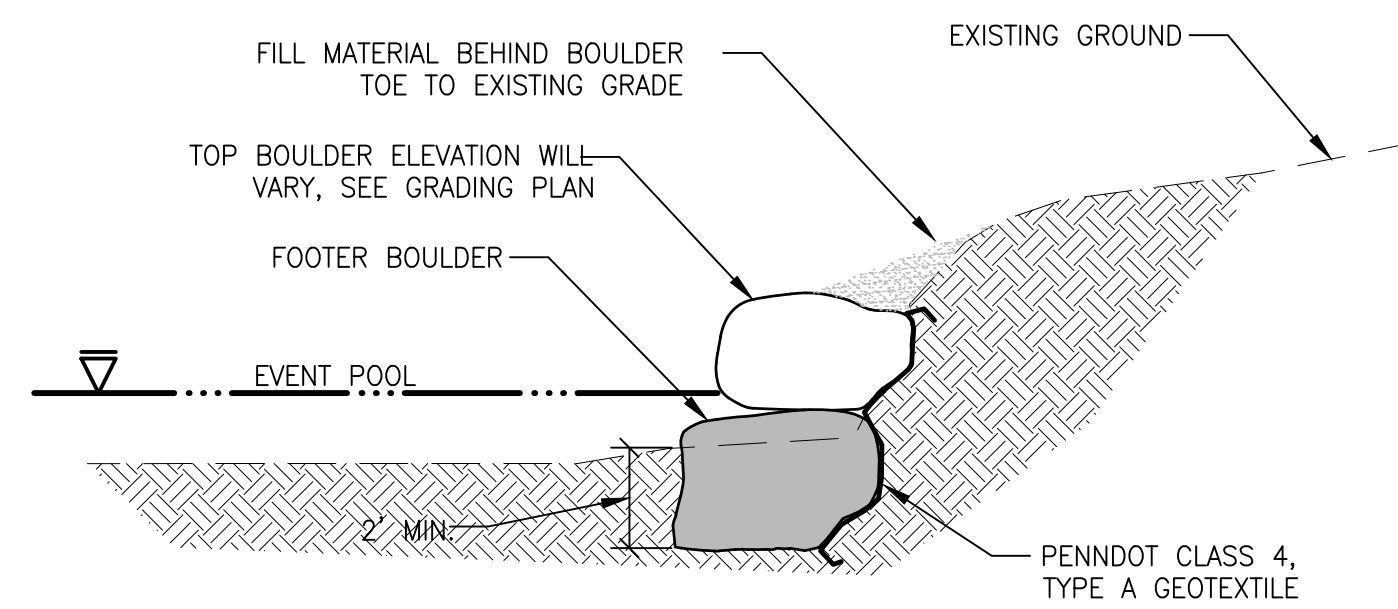 EXISTING GROUND
FILL MATERIAL BEHIND BOULDER
TOE TO EXISTING GRADE
TOP BOULDER ELEVATION WILL
VARY, SEE GRADING PLAN
FOOTER BOULDER
EVENT POOL
2' MIN.
PENNDOT CLASS 4,
TYPE A GEOTEXTILE